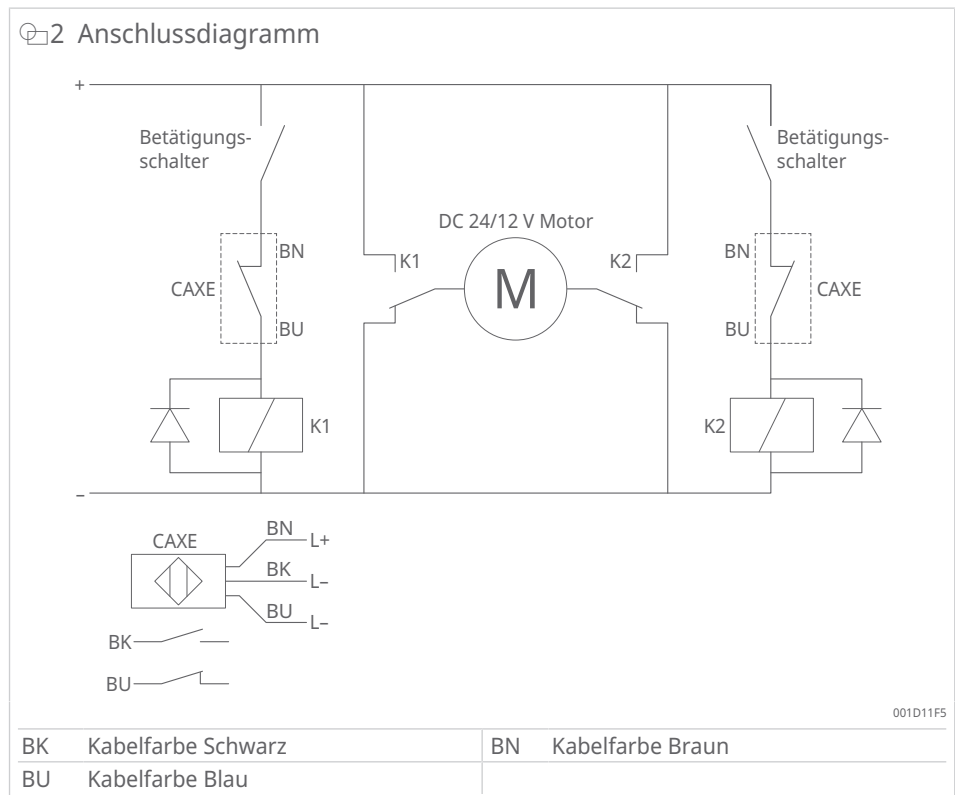 2 Anschlussdiagramm
+
Betätigungs-
schalter
Betätigungs-
schalter
DC 24/12 V Motor
BN
K1
K2
BN
CAXE
M
CAXE
BU
BU
K1
K2
–
CAXE
BN
L+
BK
L–
BU
L–
BK
BU
001D11F5
BK Kabelfarbe Schwarz
BN Kabelfarbe Braun
BU Kabelfarbe Blau